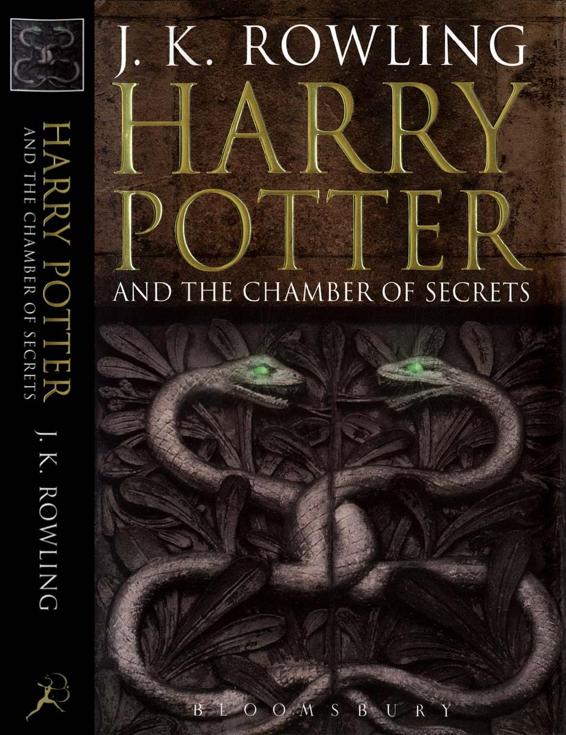 J. K. ROWLING
HARRY
POTTER
AND THE CHAMBER OF SECRETS
BLOOMSBURY
HARRY POTTER
AND THE CHAMBER OF SECRETS
J. K. ROWLING